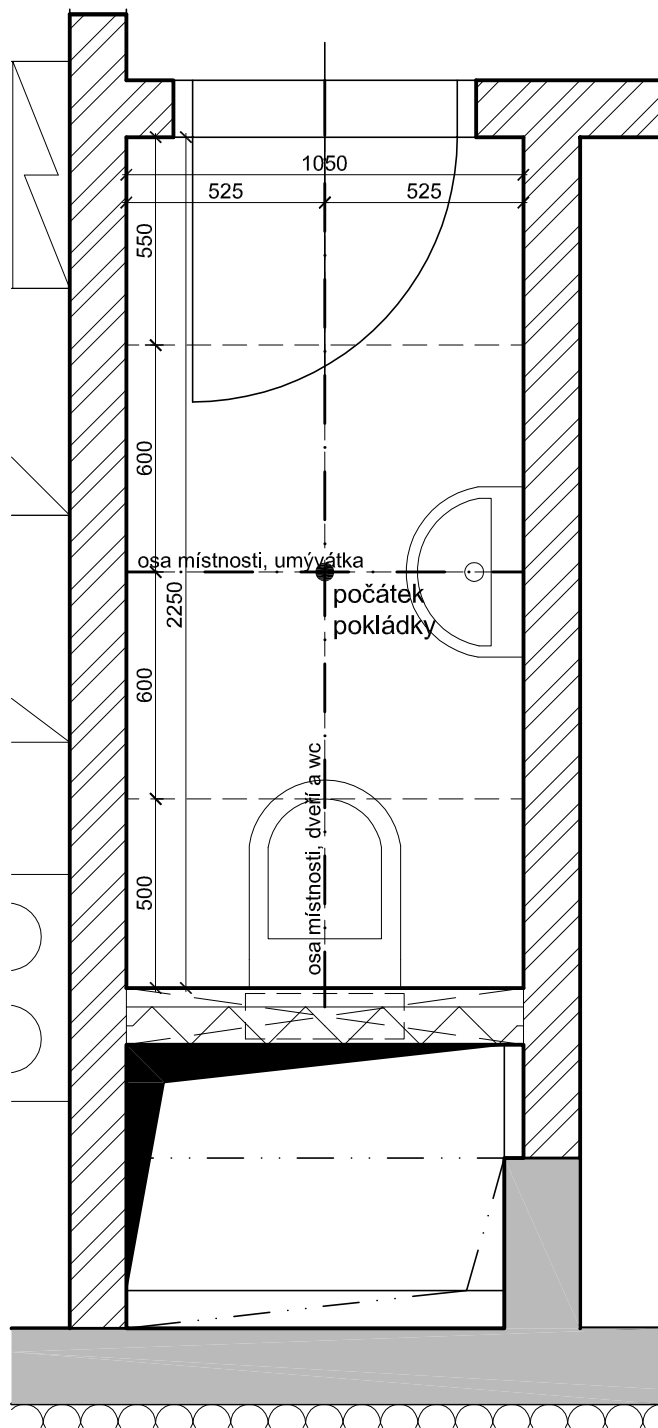 1050
525
525
550
600
osa místnosti, umývátka
počátek
pokládky
2250
600
osa místnosti, dveří a wc
500